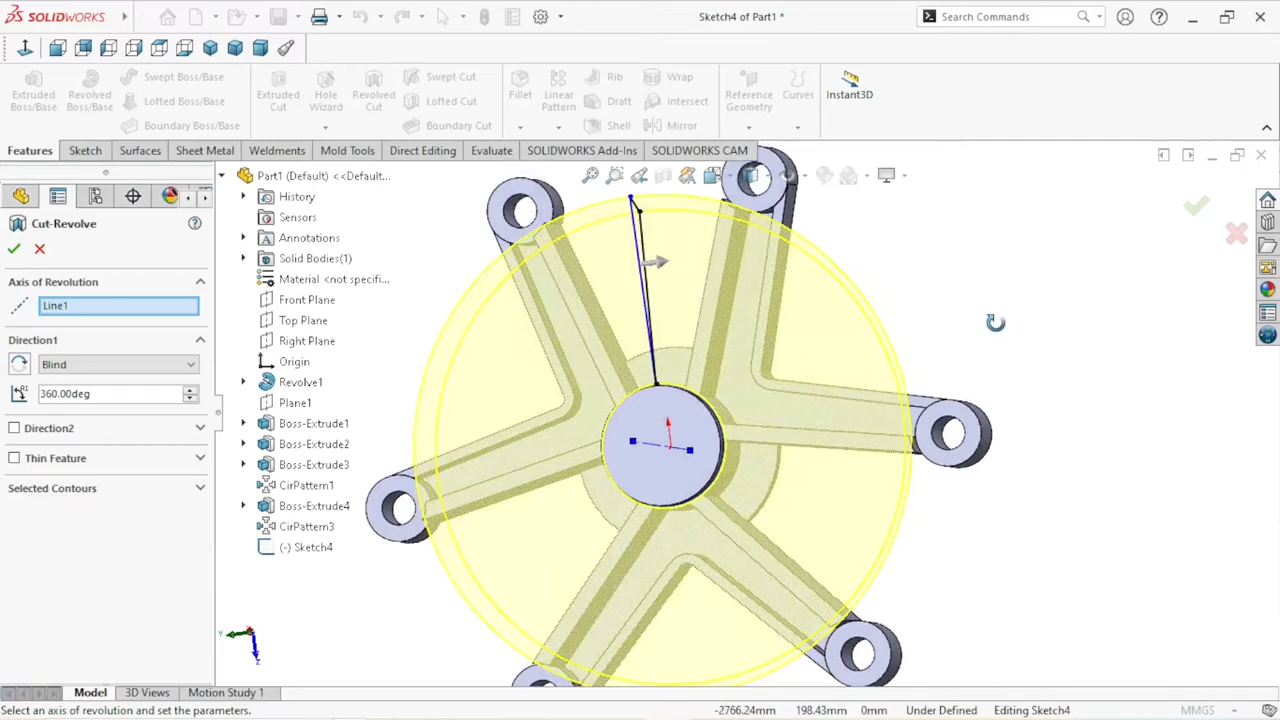 SOLIDWORKS
Sketch4 of Part1 *
Search Commands
Extruded Boss/Base
Revolved Boss/Base
Swept Boss/Base
Lofted Boss/Base
Boundary Boss/Base
Extruded Cut
Hole Wizard
Revolved Cut
Swept Cut
Lofted Cut
Boundary Cut
Fillet
Linear Pattern
Rib
Draft
Shell
Wrap
Intersect
Mirror
Reference Geometry
Curves
Instant3D
Features
Sketch
Surfaces
Sheet Metal
Weldments
Mold Tools
Direct Editing
Evaluate
SOLIDWORKS Add-Ins
SOLIDWORKS CAM
Cut-Revolve
Axis of Revolution
Line1
Direction1
Blind
360.00deg
Direction2
Thin Feature
Selected Contours
Part1 (Default) <<Default...
History
Sensors
Annotations
Solid Bodies(1)
Material <not specifi...
Front Plane
Top Plane
Right Plane
Origin
Revolve1
Plane1
Boss-Extrude1
Boss-Extrude2
Boss-Extrude3
CirPattern1
Boss-Extrude4
CirPattern3
(-) Sketch4
Y
Z
Model
3D Views
Motion Study 1
Select an axis of revolution and set the parameters.
-2766.24mm
198.43mm
0mm
Under Defined
Editing Sketch4
MMGS